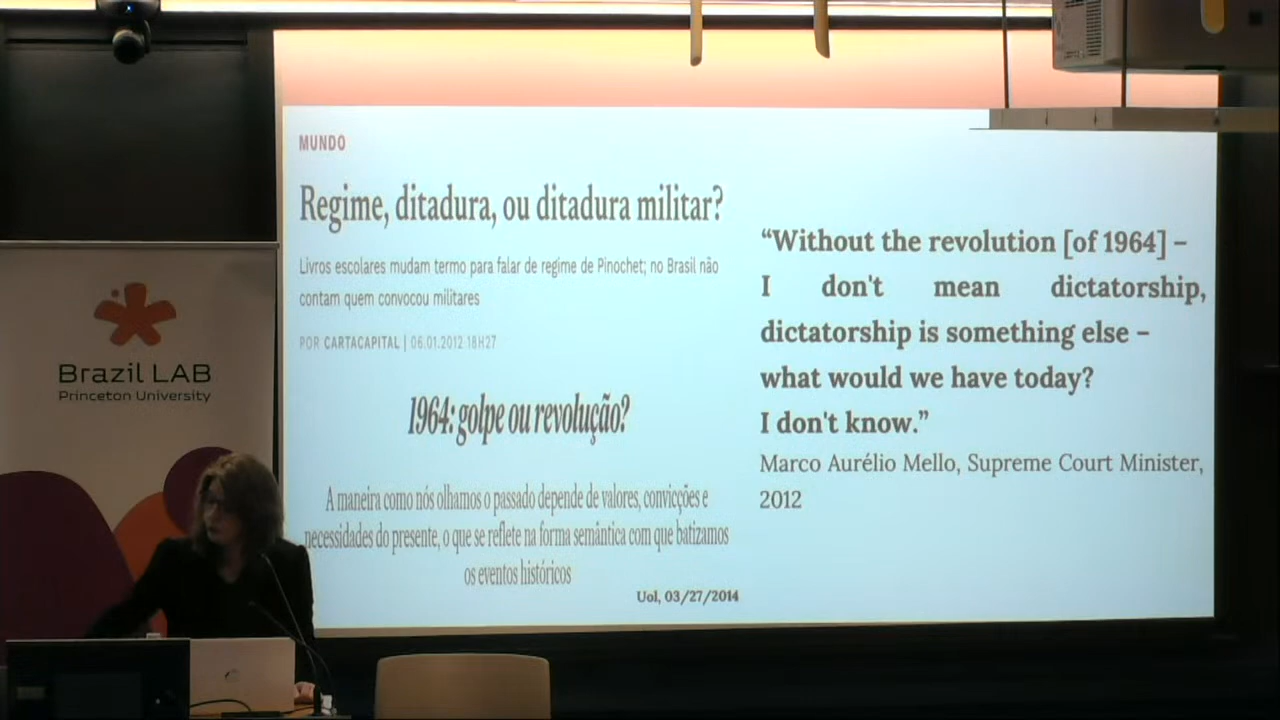 MUNDO
Regime, ditadura, ou ditadura militar?
Livros escolares mudam termo para falar de regime de Pinochet; no Brasil não
contam quem convocou militares
POR CARTACAPITAL | 06.01.2012 16H27
1964: golpe ou revolução?
A maneira como nós olhamos o passado depende de valores, convicções e
necessidades do presente, o que se reflete na forma semântica com que batizamos
os eventos históricos
Uol, 03/27/2014
“Without the revolution [of 1964] –
I don't mean dictatorship,
dictatorship is something else –
what would we have today?
I don't know.”
Marco Aurélio Mello, Supreme Court Minister,
2012
Brazil LAB
Princeton University